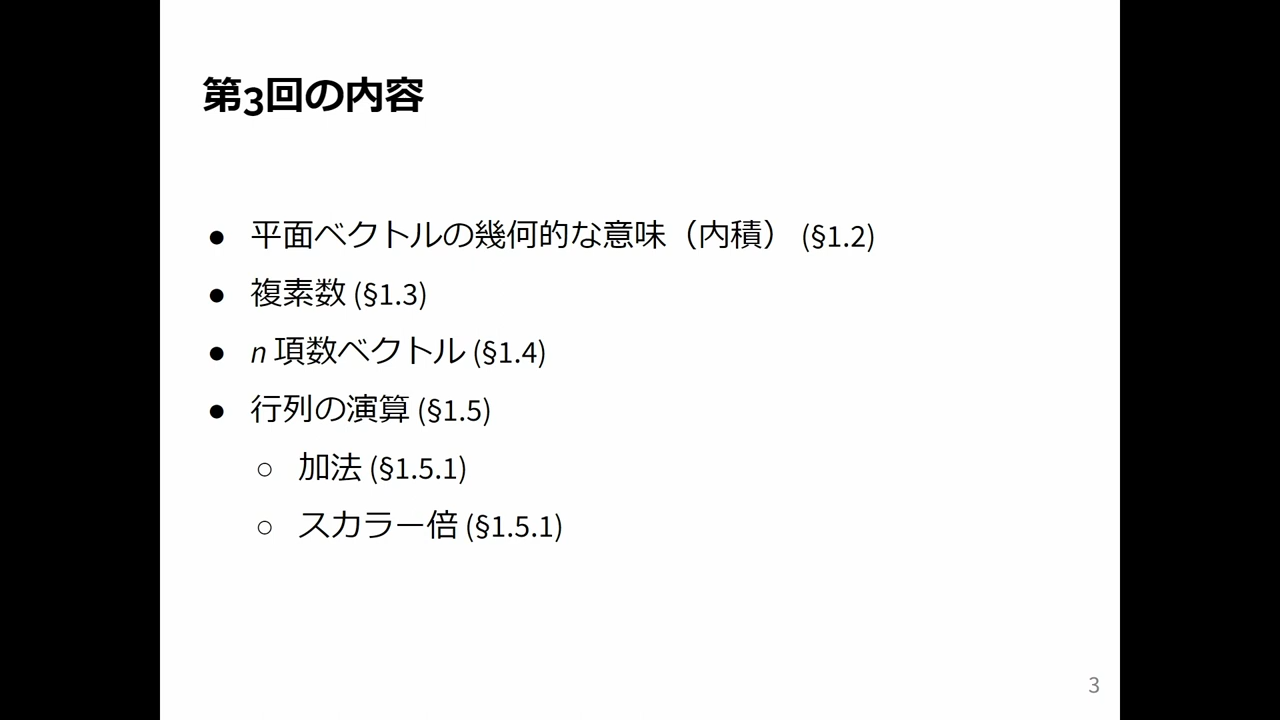 第3回の内容
● 平面ベクトルの幾何的な意味（内積） (§1.2)
● 複素数 (§1.3)
● n 項数ベクトル (§1.4)
● 行列の演算 (§1.5)
○ 加法 (§1.5.1)
○ スカラー倍 (§1.5.1)
3